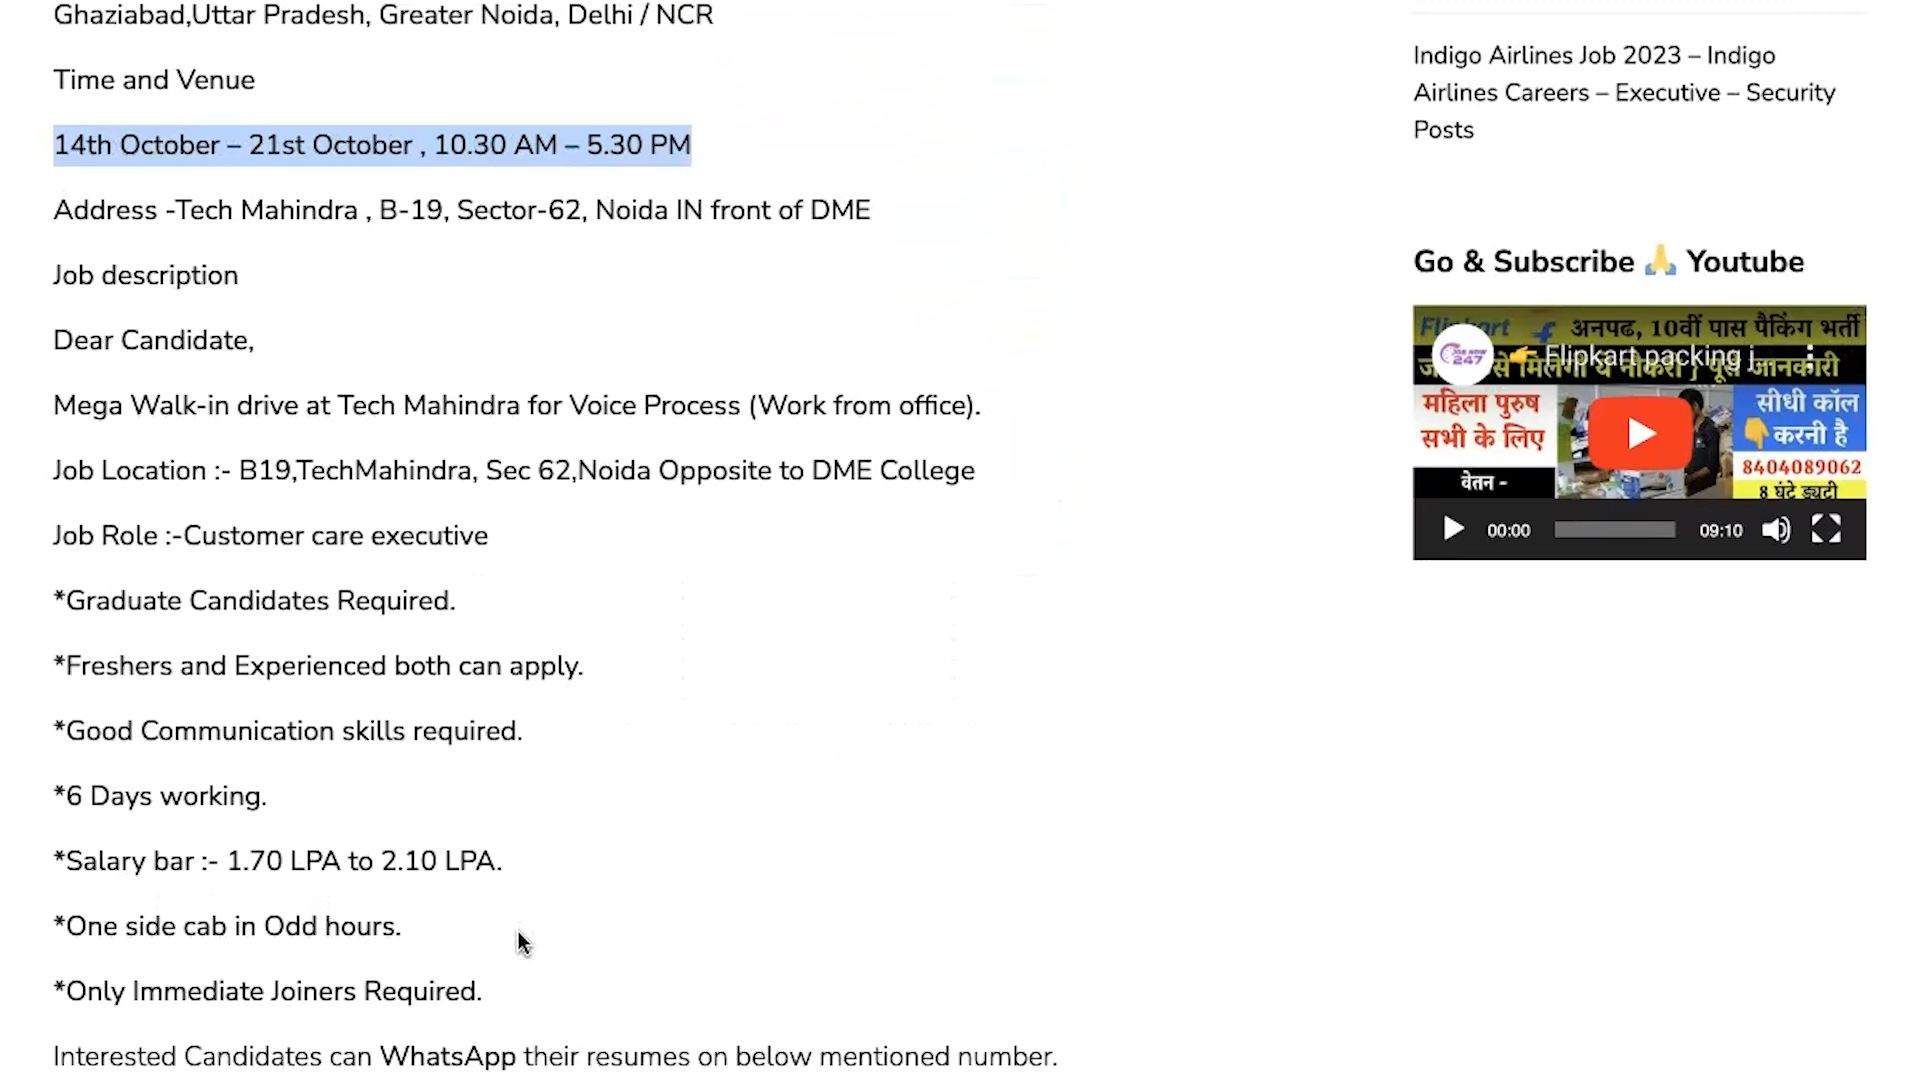 Ghaziabad,Uttar Pradesh, Greater Noida, Delhi / NCR
Time and Venue
14th October – 21st October , 10.30 AM – 5.30 PM
Address -Tech Mahindra , B-19, Sector-62, Noida IN front of DME
Job description
Dear Candidate,
Mega Walk-in drive at Tech Mahindra for Voice Process (Work from office).
Job Location :- B19,TechMahindra, Sec 62,Noida Opposite to DME College
Job Role :-Customer care executive
*Graduate Candidates Required.
*Freshers and Experienced both can apply.
*Good Communication skills required.
*6 Days working.
*Salary bar :- 1.70 LPA to 2.10 LPA.
*One side cab in Odd hours.
*Only Immediate Joiners Required.
Interested Candidates can WhatsApp their resumes on below mentioned number.
Indigo Airlines Job 2023 – Indigo
Airlines Careers – Executive – Security
Posts
Go & Subscribe 🙏 Youtube
अनपढ, 10वीं पास पैकिंग भर्ती
👉 Flipkart packing j...
से मिलेगी ये नौकरी पूरी जानकारी
महिला पुरुष
सभी के लिए
वेतन -
सीधी कॉल
👇करनी है
8404089062
8 घंटे ड्यूटी
00:00
09:10